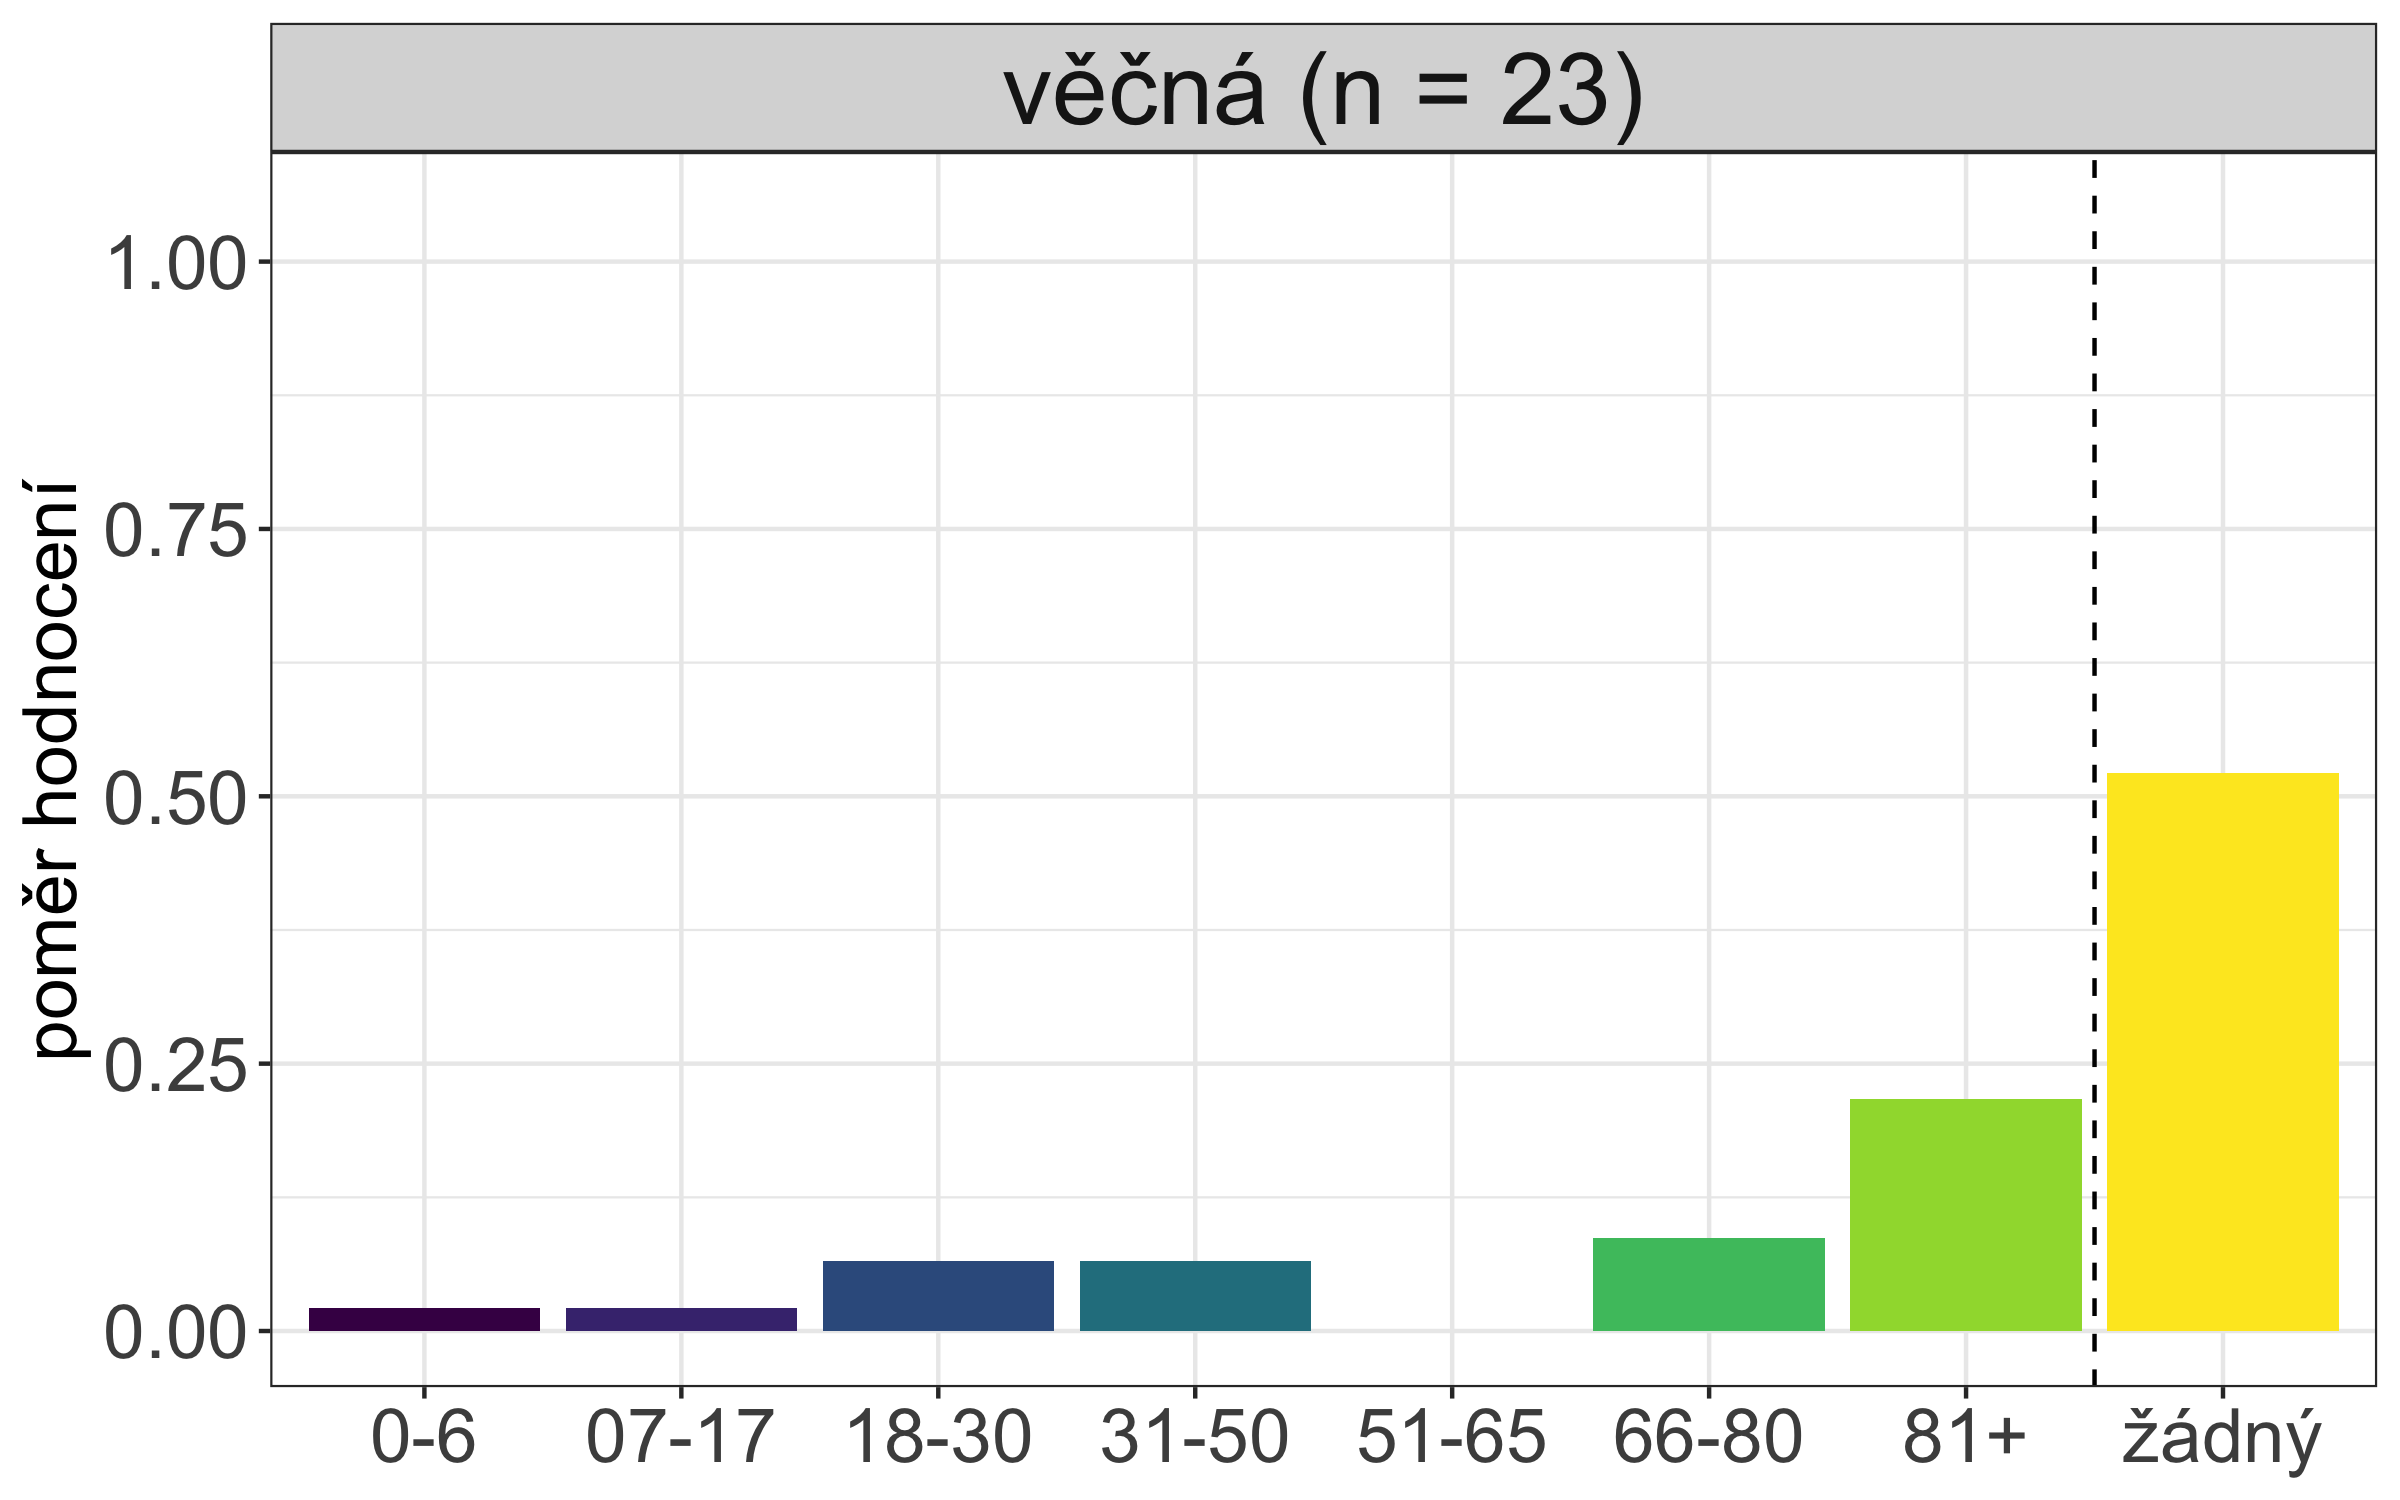 věčná (n = 23)
poměr hodnocení
1.00
0.75
0.50
0.25
0.00
0-6 07-17 18-30 31-50 51-65 66-80 81+ žádný